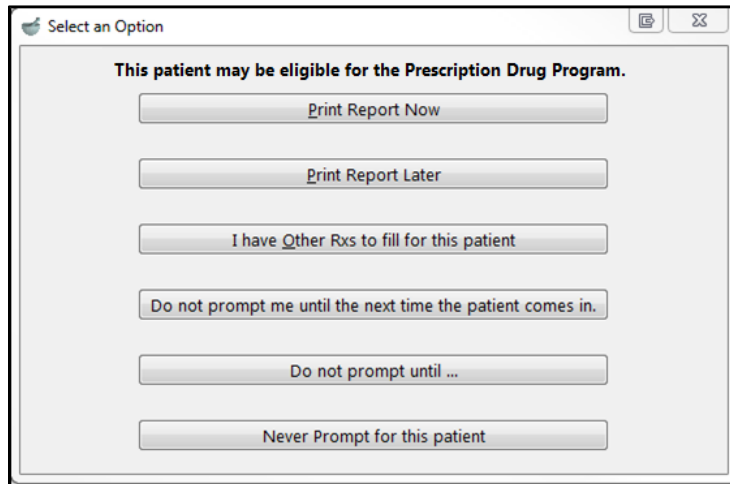 Select an Option
This patient may be eligible for the Prescription Drug Program.
Print Report Now
Print Report Later
I have Other Rxs to fill for this patient
Do not prompt me until the next time the patient comes in.
Do not prompt until ...
Never Prompt for this patient